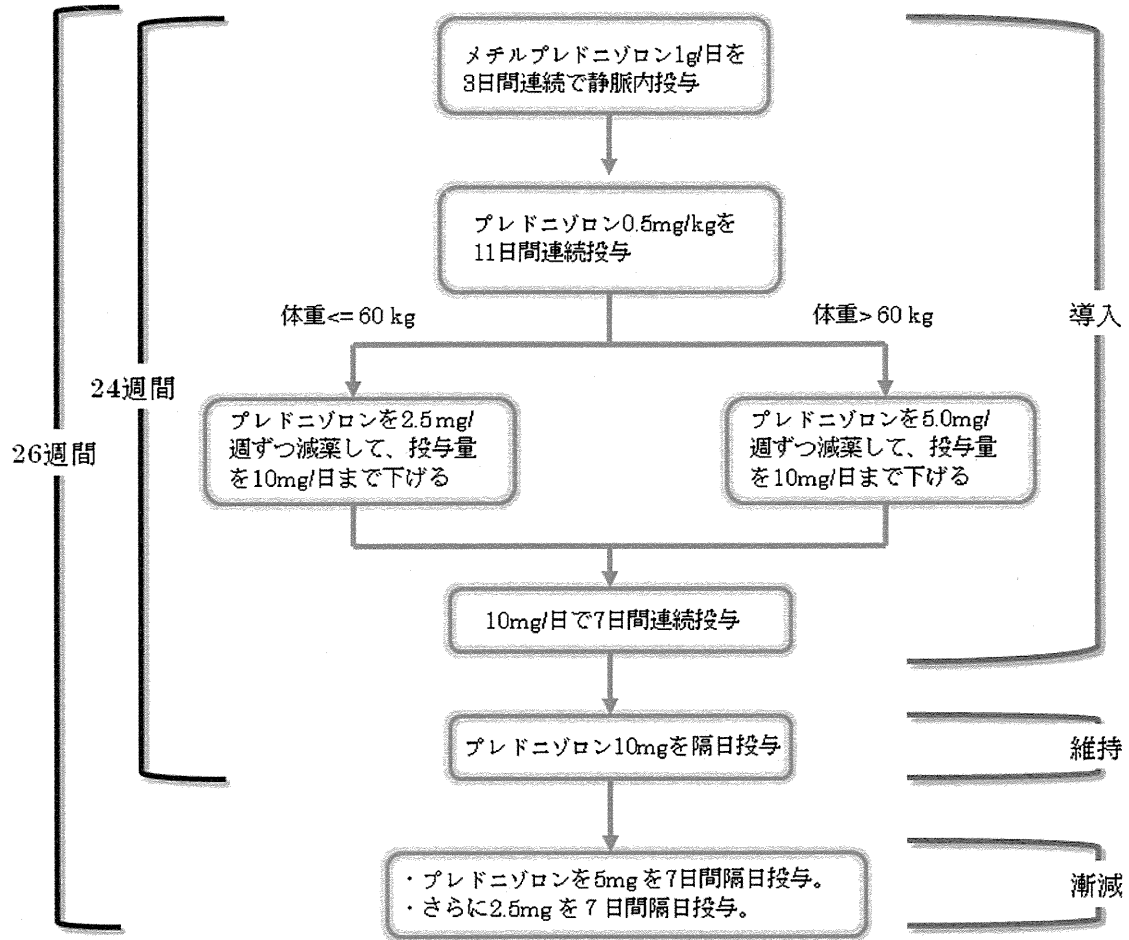 メチルプレドニゾロン1g/日を
3日間連続で静脈内投与
プレドニゾロン0.5mg/kgを
11日間連続投与
体重<= 60 kg
体重> 60 kg
導入
24週間
26週間
プレドニゾロンを2.5mg/
週ずつ減薬して、投与量
を10mg/日まで下げる
プレドニゾロンを5.0mg/
週ずつ減薬して、投与量
を10mg/日まで下げる
10mg/日で7日間連続投与
プレドニゾロン10mgを隔日投与
維持
・プレドニゾロンを5mgを7日間隔日投与。
・さらに2.5mgを7日間隔日投与。
漸減